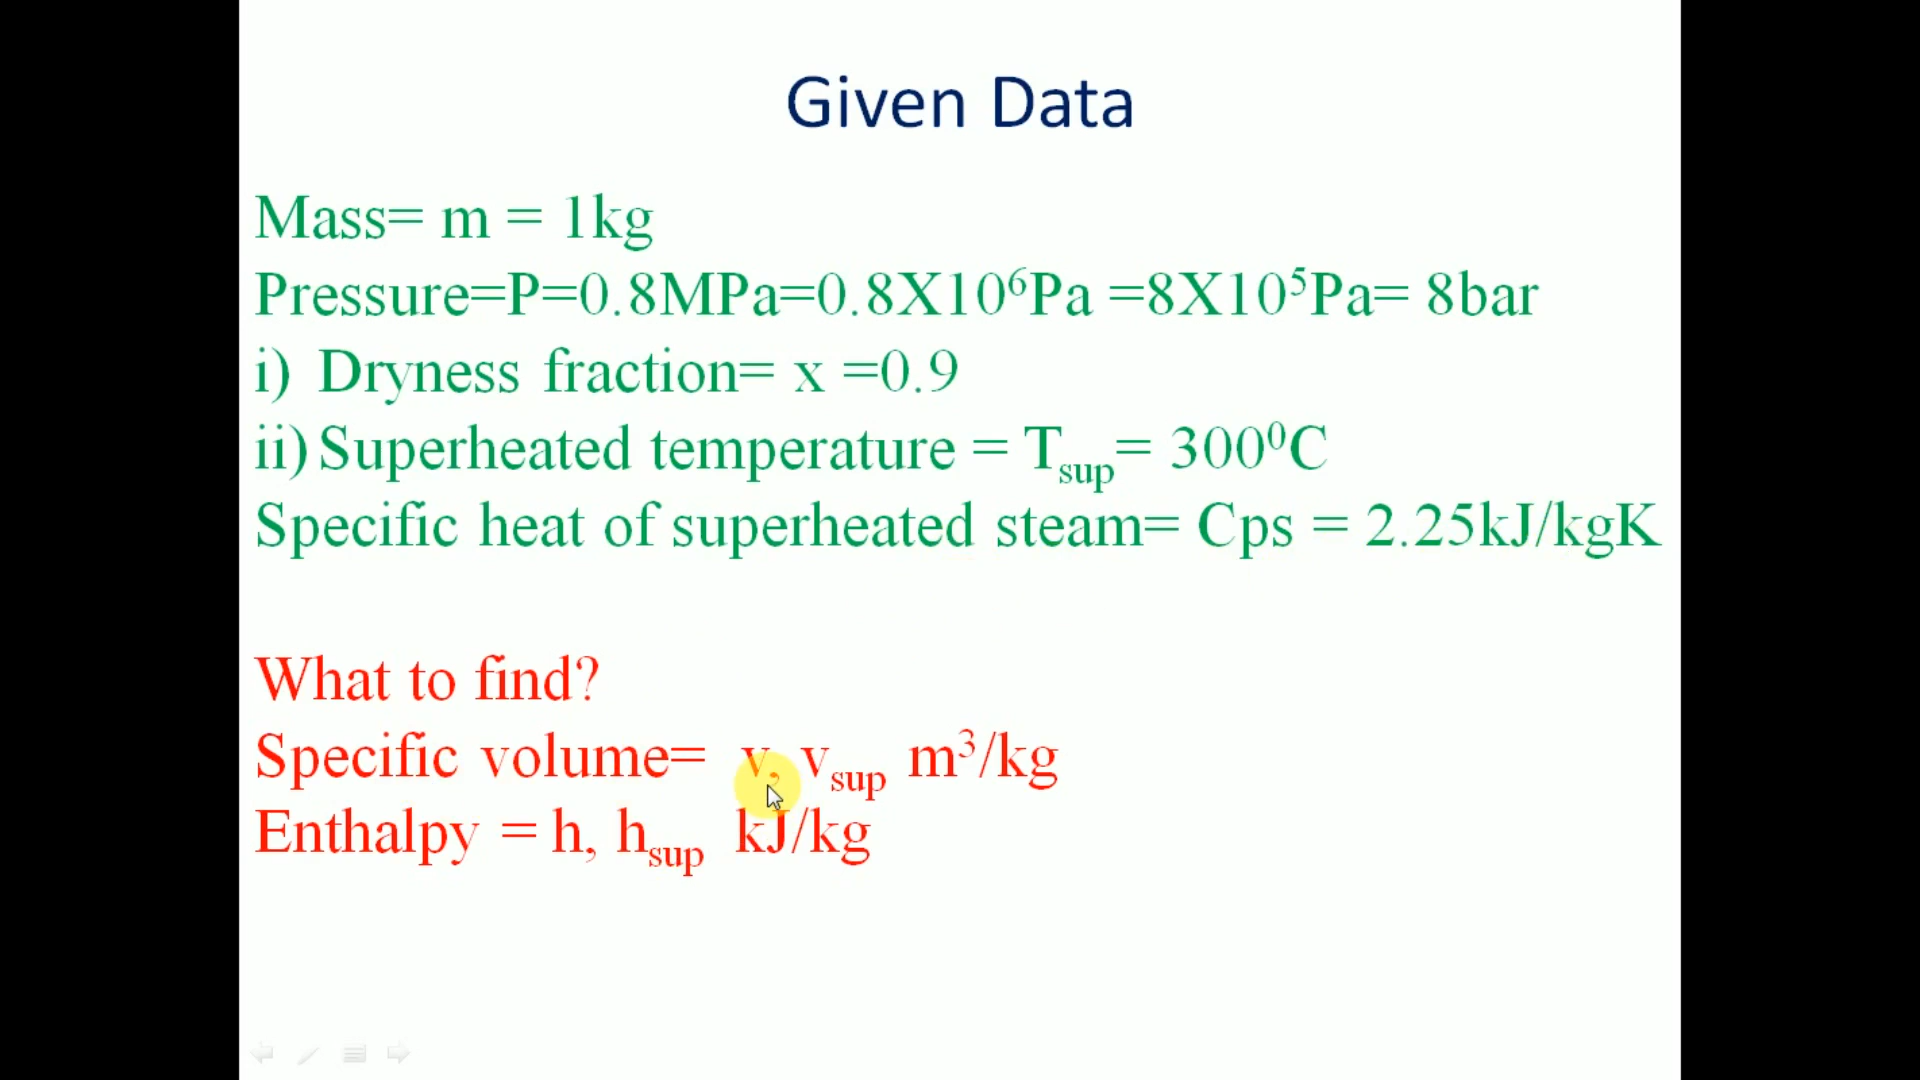 Given Data
Mass= m = 1kg
Pressure=P=0.8MPa=0.8X10⁶Pa =8X10⁵Pa= 8bar
i) Dryness fraction= x =0.9
ii) Superheated temperature = Tsup= 300⁰C
Specific heat of superheated steam= Cps = 2.25kJ/kgK
What to find?
Specific volume= v, vsup m³/kg
Enthalpy = h, hsup kJ/kg